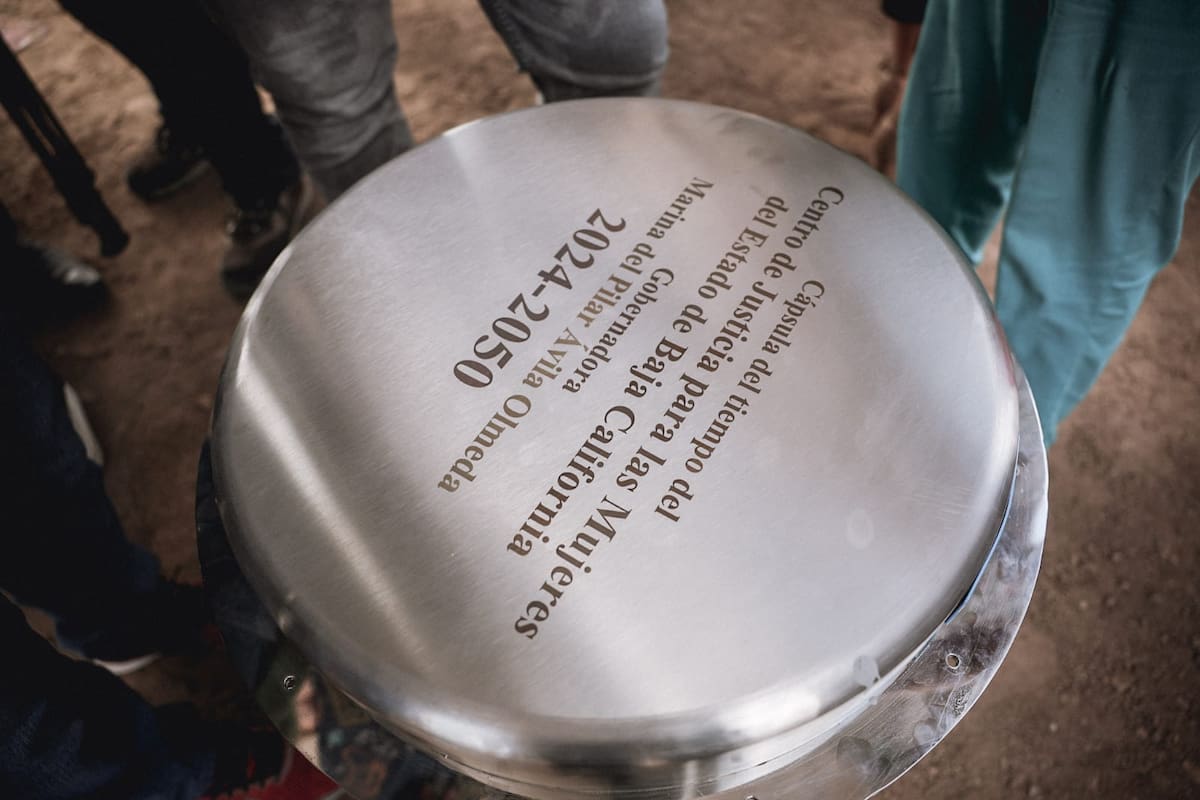 Cápsula del tiempo del
Centro de Justicia para las Mujeres
del Estado de Baja California
Gobernadora
Marina del Pilar Ávila Olmeda
2024-2050